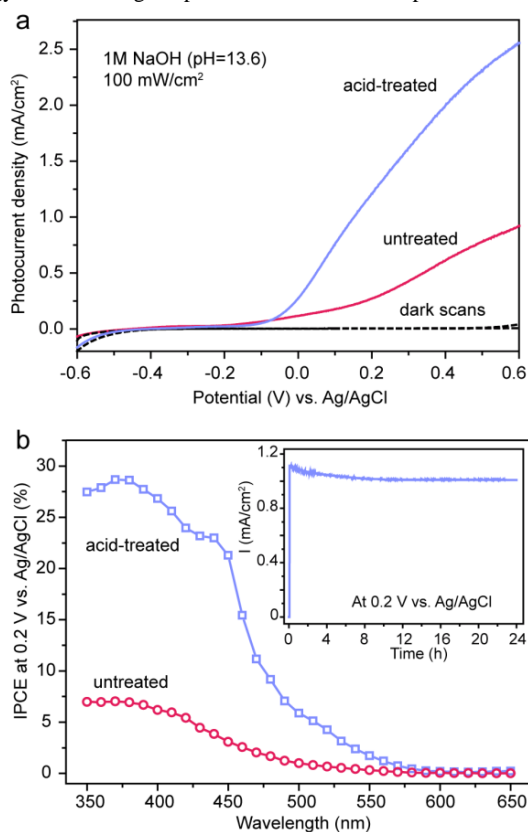 a
1M NaOH (pH=13.6)
100 mW/cm²
acid-treated
untreated
dark scans
Photocurrent density (mA/cm²)
2.5
2.0
1.5
1.0
0.5
0.0
-0.6 -0.4 -0.2 0.0 0.2 0.4 0.6
Potential (V) vs. Ag/AgCl
b
IPCE at 0.2 V vs. Ag/AgCl (%)
30
25
20
15
10
5
0
acid-treated
untreated
I (mA/cm²)
1.2
0.8
0.4
0
At 0.2 V vs. Ag/AgCl
0 4 8 12 16 20 24
Time (h)
350 400 450 500 550 600 650
Wavelength (nm)